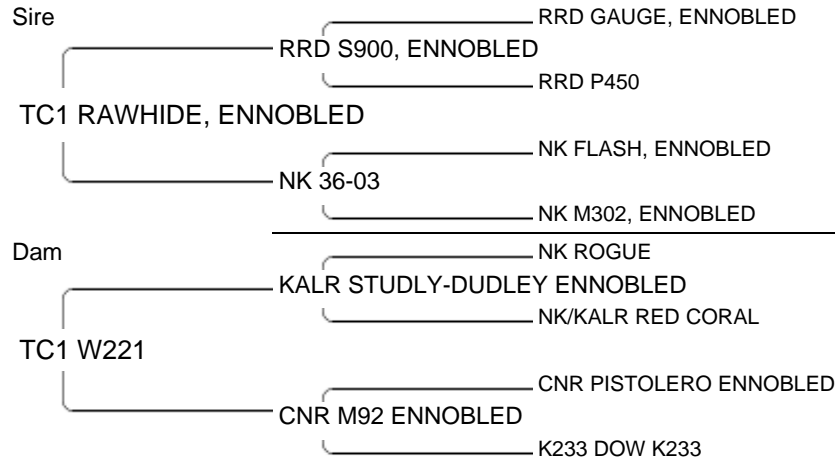 Sire
RRD GAUGE, ENNOBLED
RRD S900, ENNOBLED
RRD P450
TC1 RAWHIDE, ENNOBLED
NK FLASH, ENNOBLED
NK 36-03
NK M302, ENNOBLED
Dam
NK ROGUE
KALR STUDLY-DUDLEY ENNOBLED
NK/KALR RED CORAL
TC1 W221
CNR PISTOLERO ENNOBLED
CNR M92 ENNOBLED
K233 DOW K233